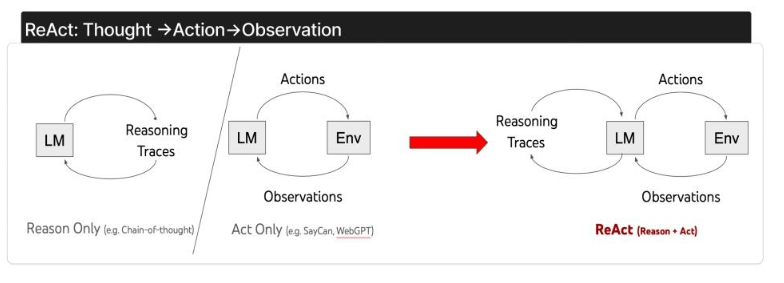 ReAct: Thought →Action→Observation
LM
Reasoning
Traces
Reason Only (e.g. Chain-of-thought)
Actions
LM
Env
Observations
Act Only (e.g. SayCan, WebGPT)
Reasoning
Traces
Actions
LM
Env
Observations
ReAct (Reason + Act)